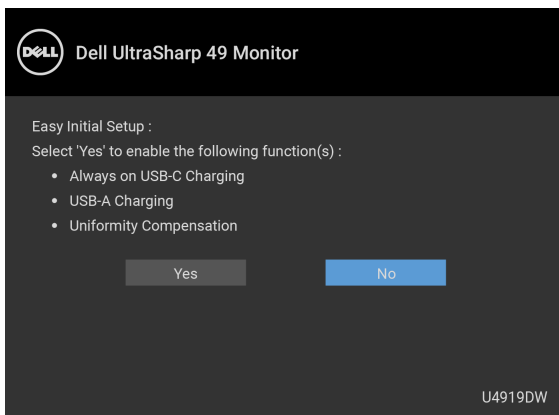 DELL
Dell UltraSharp 49 Monitor
Easy Initial Setup :
Select 'Yes' to enable the following function(s) :
• Always on USB-C Charging
• USB-A Charging
• Uniformity Compensation
Yes No
U4919DW